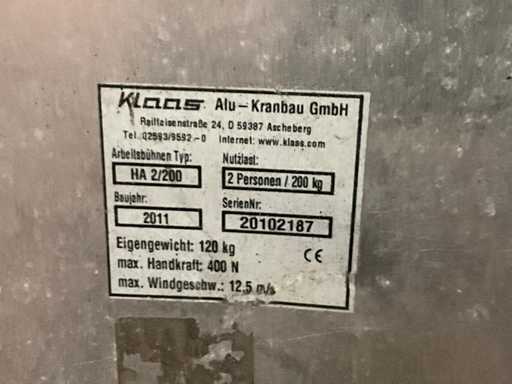 Klaas Alu-Kranbau GmbH
Raiffeisenstraße 24, D 59387 Ascheberg
Tel. 02593/9592-0 Internet: www.klaas.com
Arbeitsbühnen Typ: Nutzlast:
HA 2/200 2 Personen / 200 kg
Baujahr: SerienNr:
2011 20102187
Eigengewicht: 120 kg
max. Handkraft: 400 N CE
max. Windgeschw.: 12,5 m/s